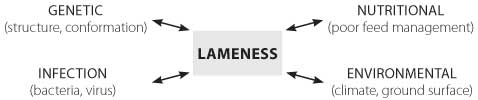 GENETIC
(structure, conformation)
NUTRITIONAL
(poor feed management)
LAMENESS
INFECTION
(bacteria, virus)
ENVIRONMENTAL
(climate, ground surface)